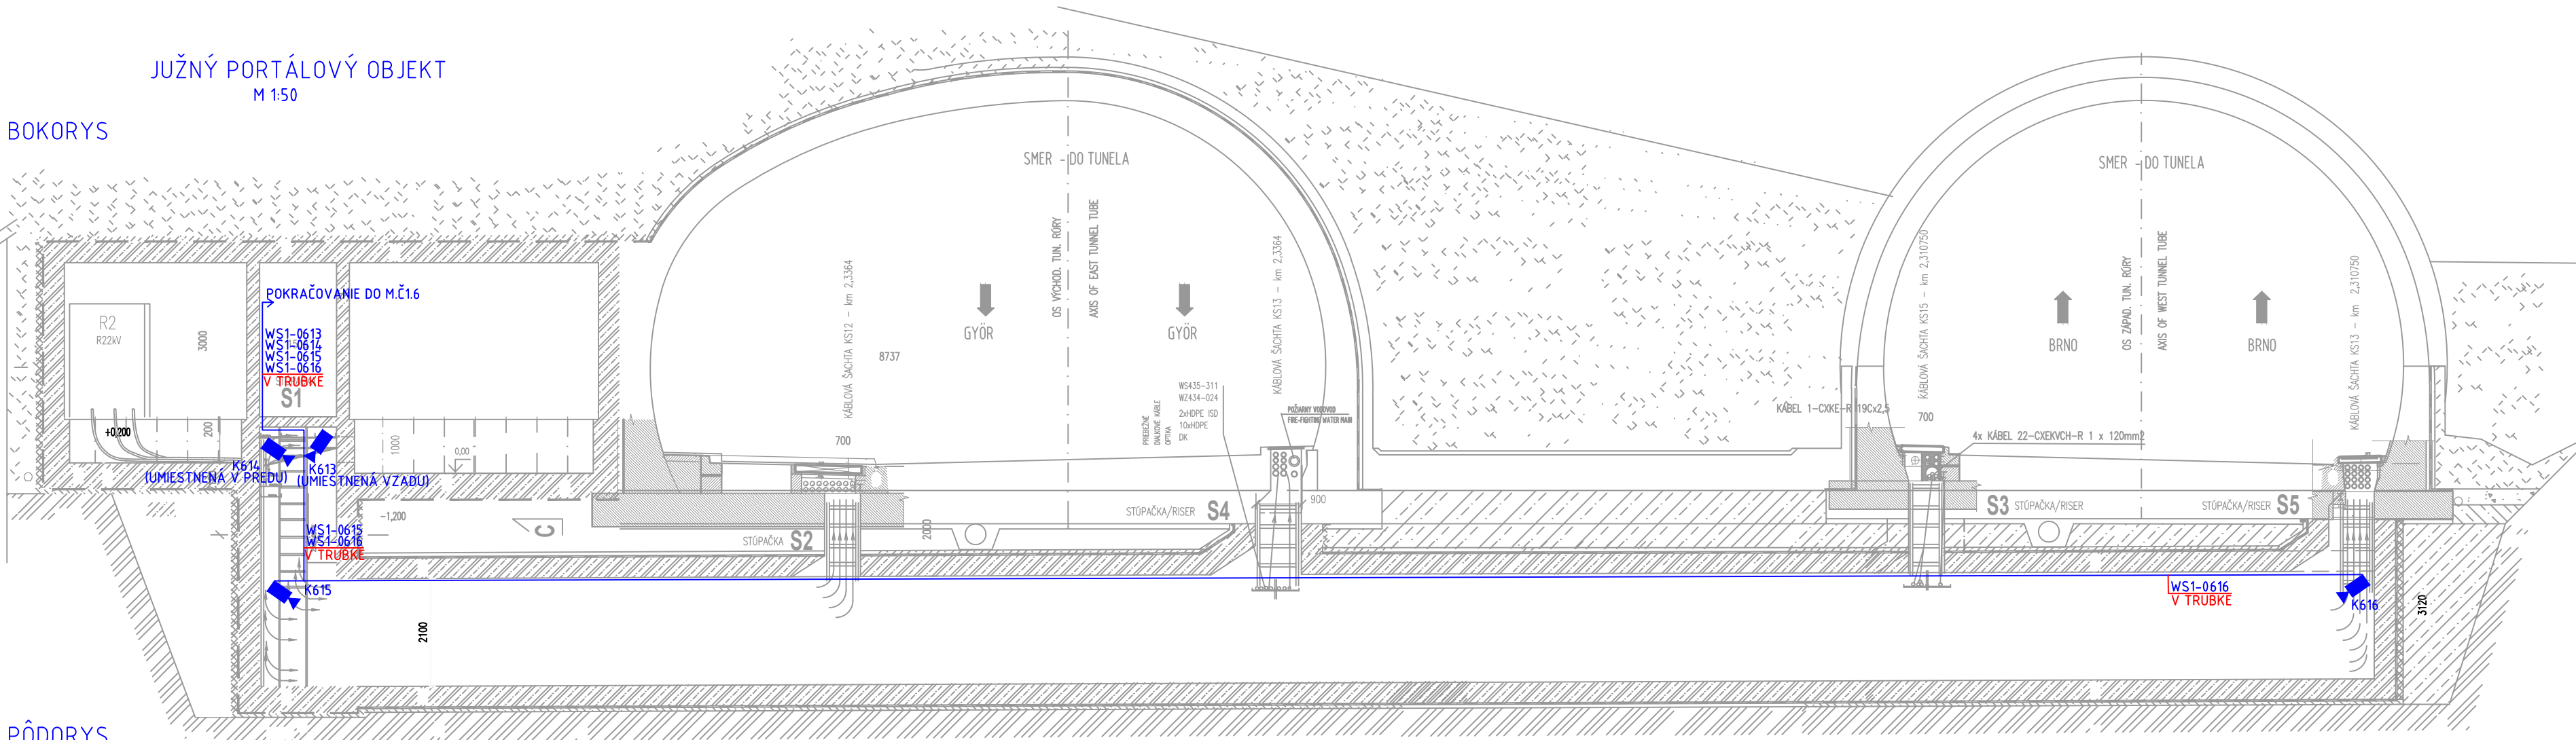 JUŽNÝ PORTÁLOVÝ OBJEKT
M 1:50
BOKORYS
POKRAČOVANIE DO M.Č1.6
R2
R22kV
3000
WS1-0613
WS1-0614
WS1-0615
WS1-0616
V TRUBKE
S1
+0,200
200
1000
0,00
K614
(UMIESTNENÁ V PREDU)
K613
(UMIESTNENÁ VZADU)
-1,200
C
WS1-0615
WS1-0616
V TRUBKE
K615
2100
SMER - DO TUNELA
OS VÝCHOD. TUN. RÚRY
AXIS OF EAST TUNNEL TUBE
KÁBLOVÁ ŠACHTA KS12 - km 2,3364
KÁBLOVÁ ŠACHTA KS13 - km 2,3364
GYÖR
GYÖR
8737
700
WS435-311
WZ434-024
2xHDPE ISD
10xHDPE
DK
PRIEBEŽNE
DIALKOVÉ KÁBLE
OPTIKA
POŽIARNY VODOVOD
FIRE-FIGHTING WATER MAIN
900
STÚPAČKA S2
2000
STÚPAČKA/RISER S4
SMER - DO TUNELA
KÁBLOVÁ ŠACHTA KS15 - km 2,310750
OS ZÁPAD. TUN. RÚRY
AXIS OF WEST TUNNEL TUBE
KÁBLOVÁ ŠACHTA KS13 - km 2,310750
BRNO
BRNO
KÁBEL 1-CXKE-R 19Cx2,5
700
4x KÁBEL 22-CXEKVCH-R 1 x 120mm2
S3 STÚPAČKA/RISER
STÚPAČKA/RISER S5
WS1-0616
V TRUBKE
K616
3120
PÔDORYS